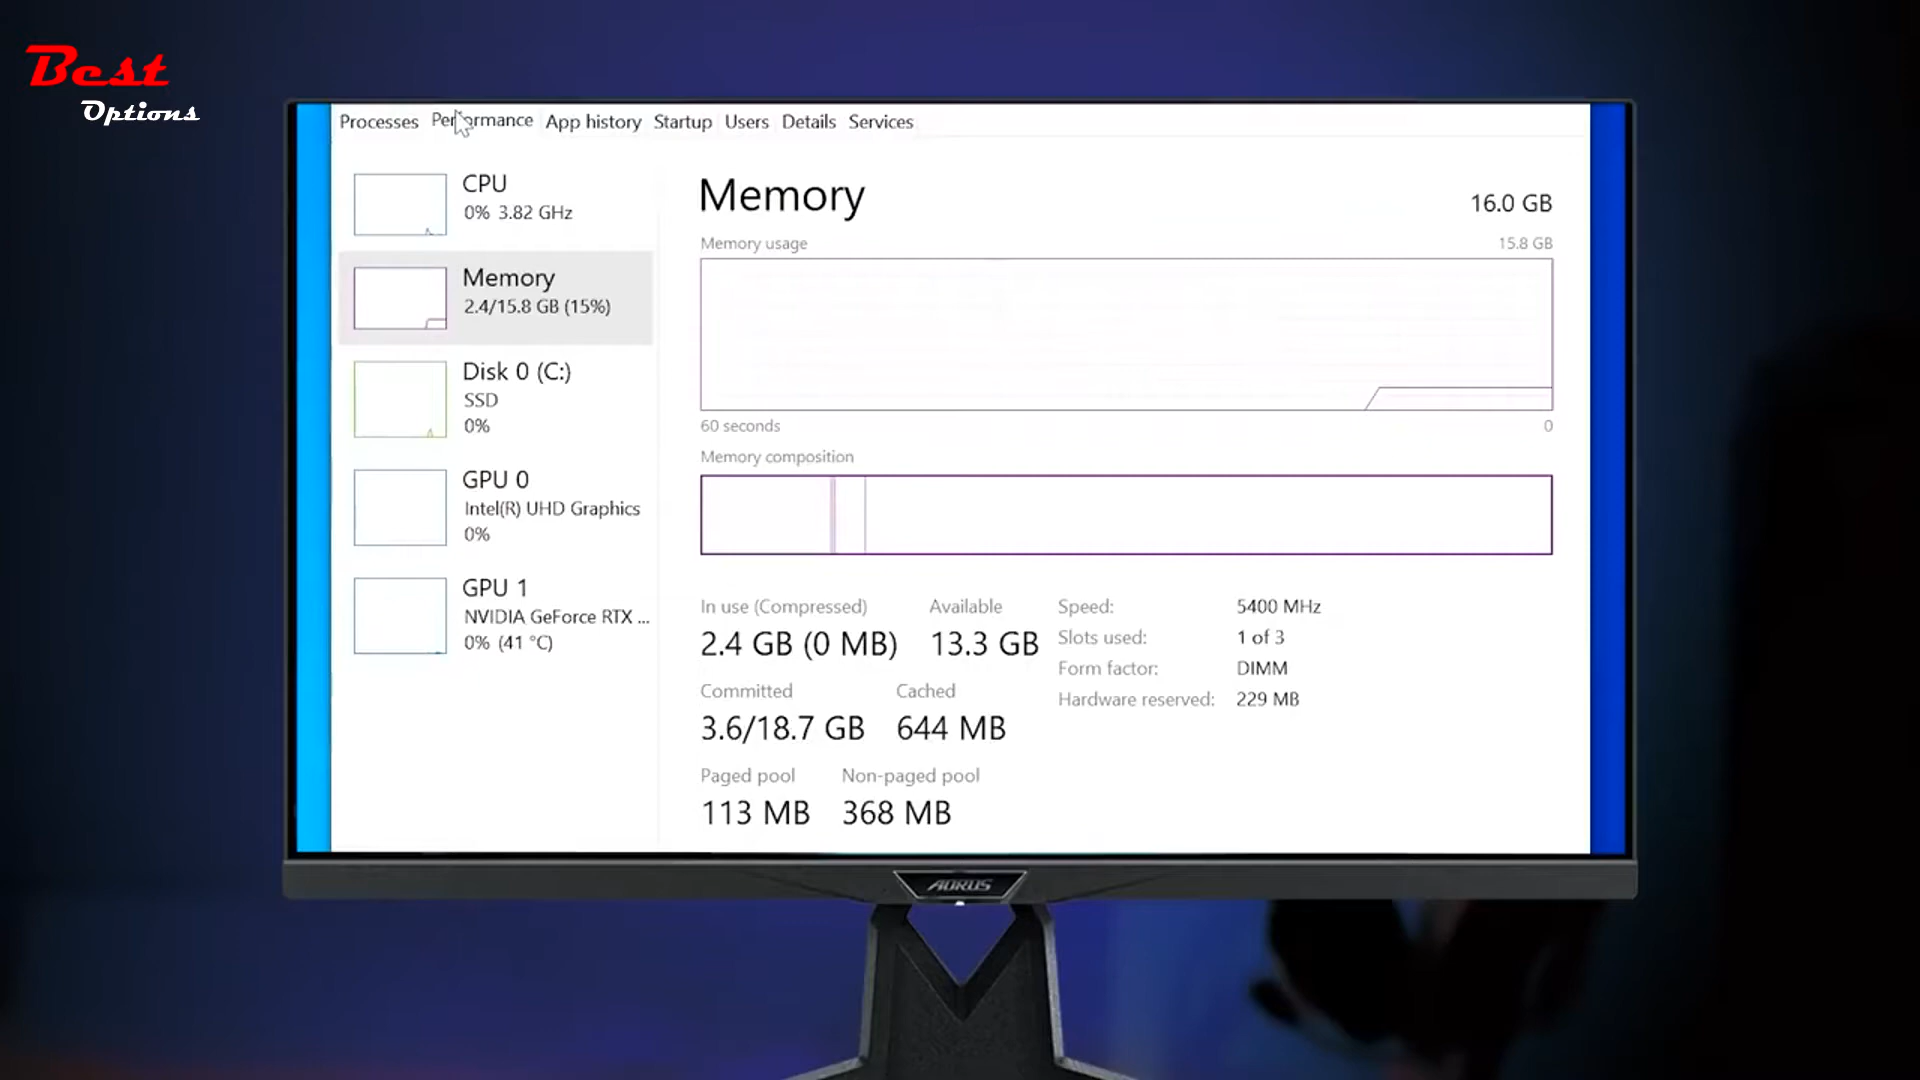 Best
Options
Processes Performance App history Startup Users Details Services
CPU
0% 3.82 GHz
Memory
2.4/15.8 GB (15%)
Disk 0 (C:)
SSD
0%
GPU 0
Intel(R) UHD Graphics
0%
GPU 1
NVIDIA GeForce RTX ...
0% (41 °C)
Memory 16.0 GB
Memory usage 15.8 GB
60 seconds 0
Memory composition
In use (Compressed) Available
2.4 GB (0 MB) 13.3 GB
Committed Cached
3.6/18.7 GB 644 MB
Paged pool Non-paged pool
113 MB 368 MB
Speed: 5400 MHz
Slots used: 1 of 3
Form factor: DIMM
Hardware reserved: 229 MB
AORUS